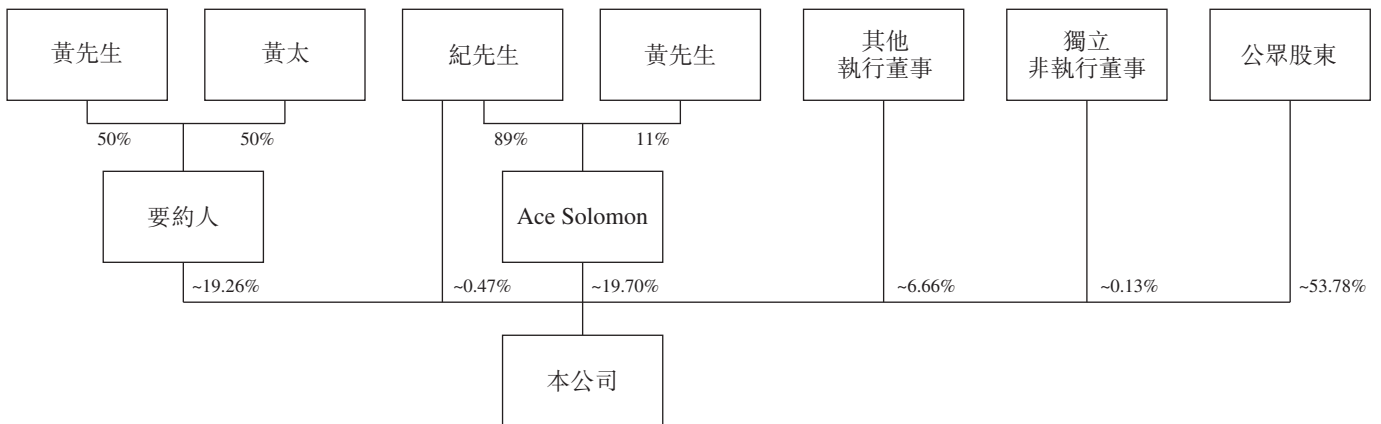 黃先生
黃太
紀先生
黃先生
其他
執行董事
獨立
非執行董事
公眾股東
50%
50%
89%
11%
要約人
Ace Solomon
~19.26%
~0.47%
~19.70%
~6.66%
~0.13%
~53.78%
本公司